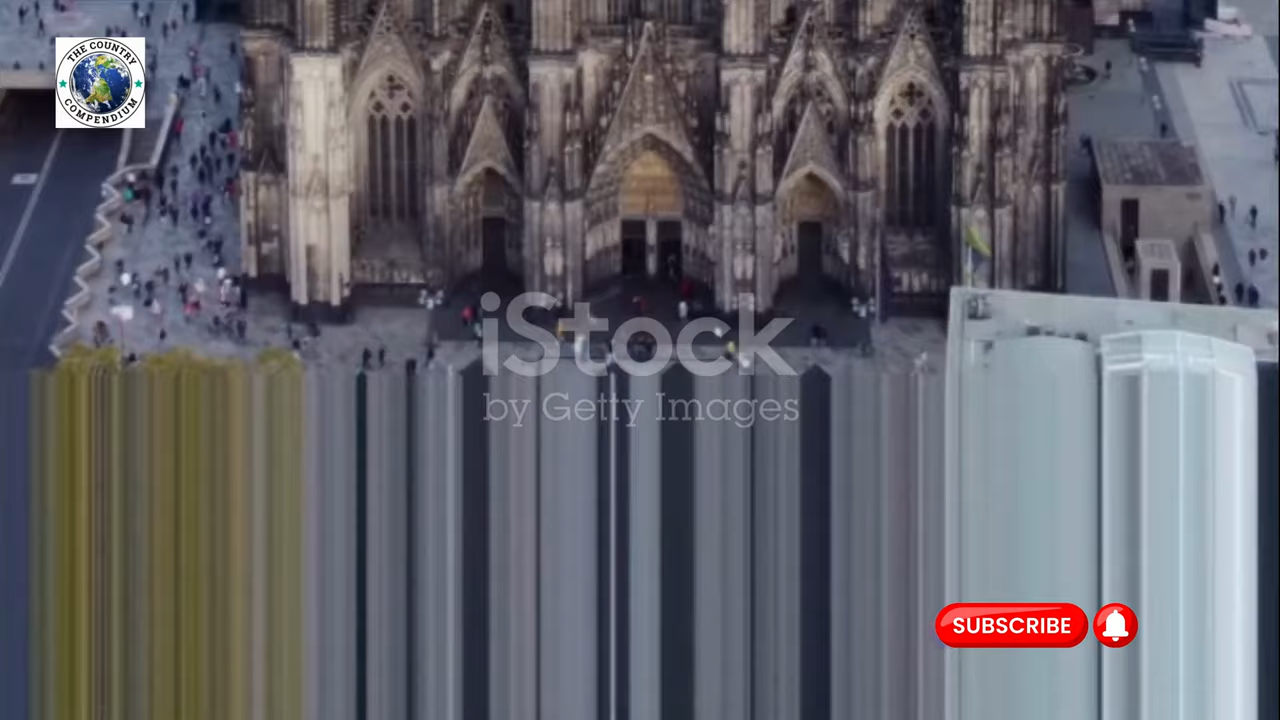 THE COUNTRY
COMPENDIUM
iStock
by Getty Images
SUBSCRIBE